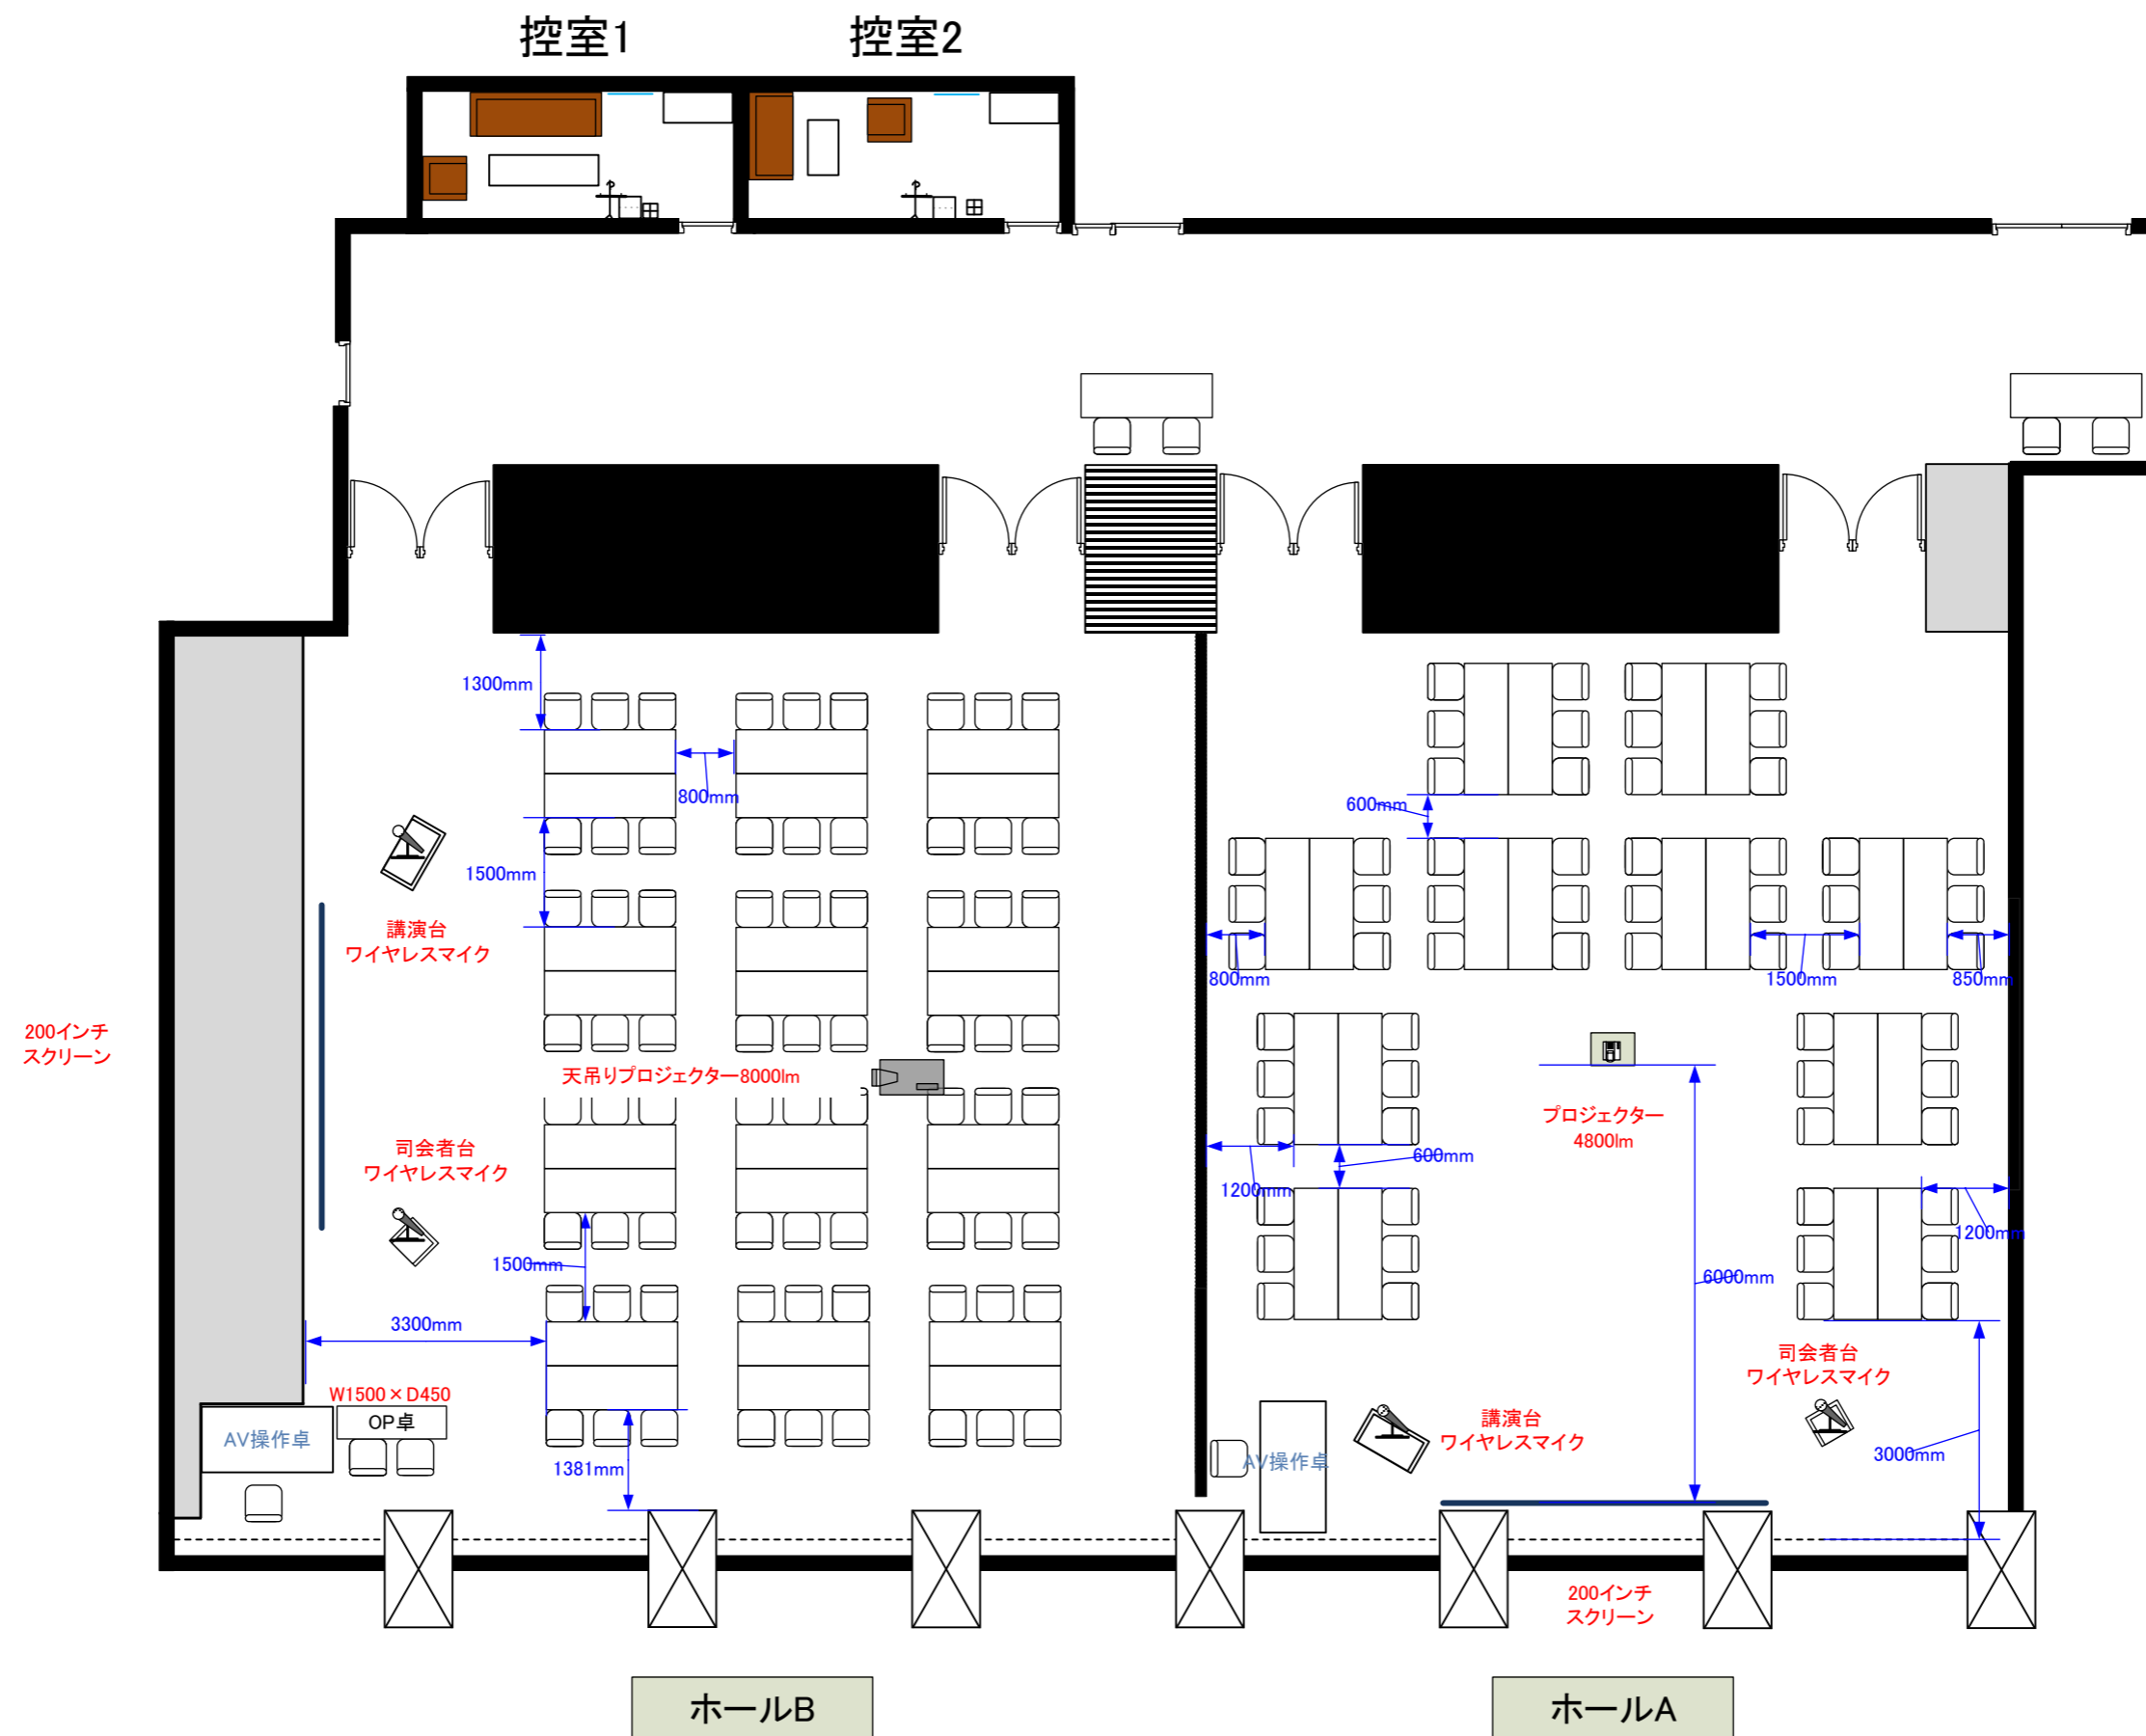 控室1
控室2
1300mm
800mm
1500mm
講演台
ワイヤレスマイク
200インチ
スクリーン
天吊りプロジェクター8000lm
司会者台
ワイヤレスマイク
1500mm
3300mm
W1500×D450
OP卓
AV操作卓
1381mm
600mm
800mm
1500mm
850mm
プロジェクター
4800lm
600mm
1200mm
1200mm
6000mm
司会者台
ワイヤレスマイク
講演台
ワイヤレスマイク
AV操作卓
3000mm
200インチ
スクリーン
ホールB
ホールA